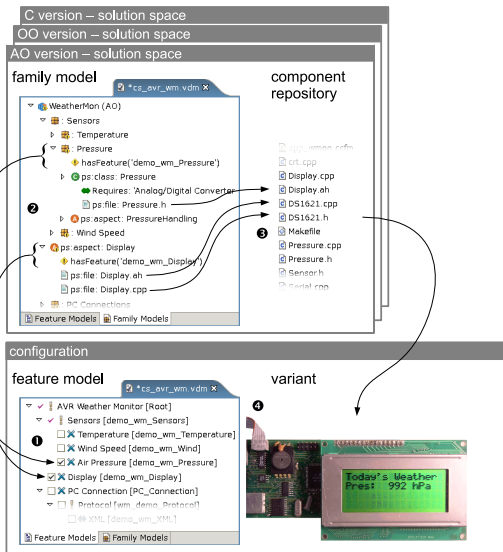 C version – solution space
OO version – solution space
AO version – solution space
family model
*cs_avr_wm.vdm
WeatherMon (AO)
: Sensors
: Temperature
: Pressure
hasFeature('demo_wm_Pressure')
ps:class: Pressure
Requires: 'Analog/Digital Converter
ps:file: Pressure.h
ps:aspect: PressureHandling
: Wind Speed
ps:aspect: Display
hasFeature('demo_wm_Display')
ps:file: Display.ah
ps:file: Display.cpp
: PC Connections
Feature Models
Family Models
❷
component
repository
crt.cpp
Display.cpp
Display.ah
DS1621.cpp
DS1621.h
Makefile
Pressure.cpp
Pressure.h
Sensor.h
Serial.cpp
❸
configuration
feature model
*cs_avr_wm.vdm
AVR Weather Monitor [Root]
Sensors [demo_wm_Sensors]
Temperature [demo_wm_Temperature]
Wind Speed [demo_wm_Wind]
Air Pressure [demo_wm_Pressure]
Display [demo_wm_Display]
PC Connection [PC_Connection]
Protocol [wm_demo_Protocol]
XML [demo_wm_XML]
Feature Models
Family Models
❶
variant
❹
Today's Weather
Pres: 992 hPa